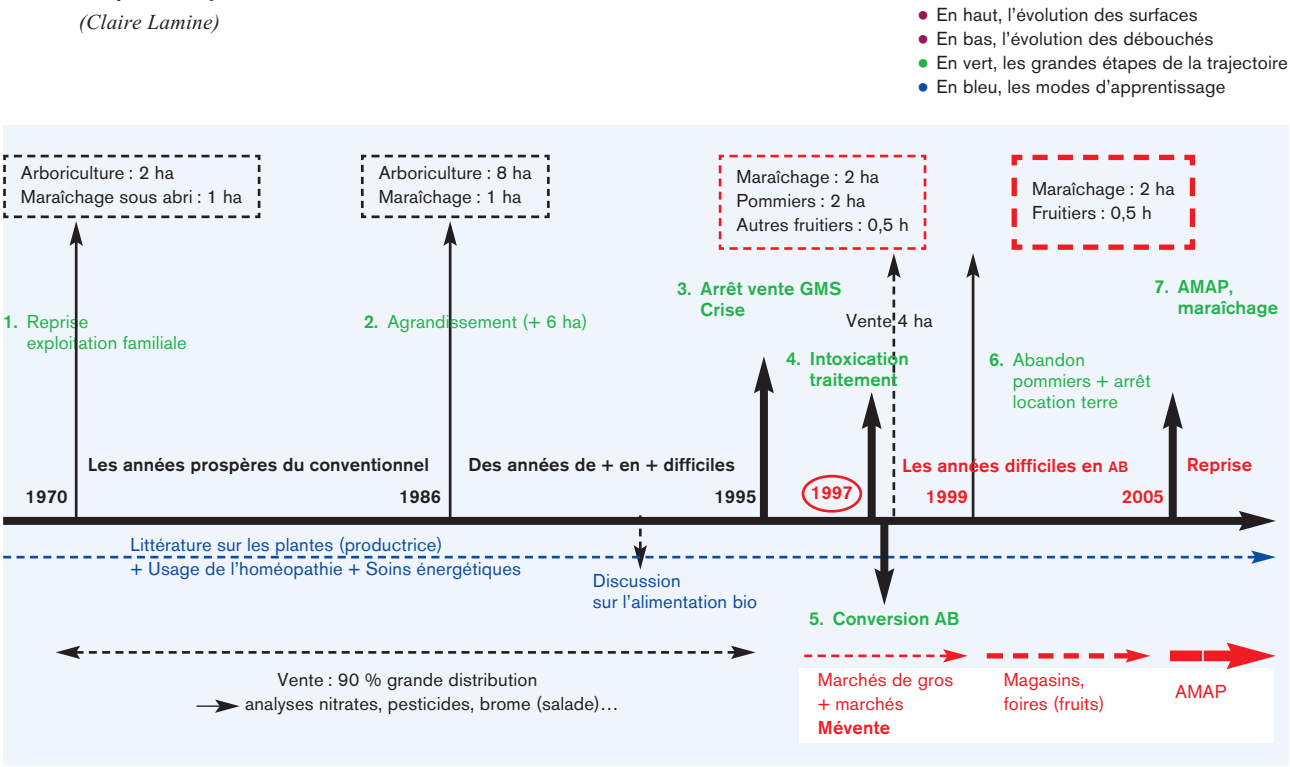 (Claire Lamine)
• En haut, l'évolution des surfaces
• En bas, l'évolution des débouchés
• En vert, les grandes étapes de la trajectoire
• En bleu, les modes d'apprentissage
Arboriculture : 2 ha
Maraîchage sous abri : 1 ha
Arboriculture : 8 ha
Maraîchage : 1 ha
Maraîchage : 2 ha
Pommiers : 2 ha
Autres fruitiers : 0,5 h
Maraîchage : 2 ha
Fruitiers : 0,5 h
1. Reprise
exploitation familiale
2. Agrandissement (+ 6 ha)
3. Arrêt vente GMS
Crise
Vente 4 ha
4. Intoxication
traitement
6. Abandon
pommiers + arrêt
location terre
7. AMAP,
maraîchage
Les années prospères du conventionnel
Des années de + en + difficiles
Les années difficiles en AB
Reprise
1970
1986
1995
1997
1999
2005
Littérature sur les plantes (productrice)
+ Usage de l'homéopathie + Soins énergétiques
Discussion
sur l'alimentation bio
5. Conversion AB
Vente : 90 % grande distribution
analyses nitrates, pesticides, brome (salade)…
Marchés de gros
+ marchés
Mévente
Magasins,
foires (fruits)
AMAP